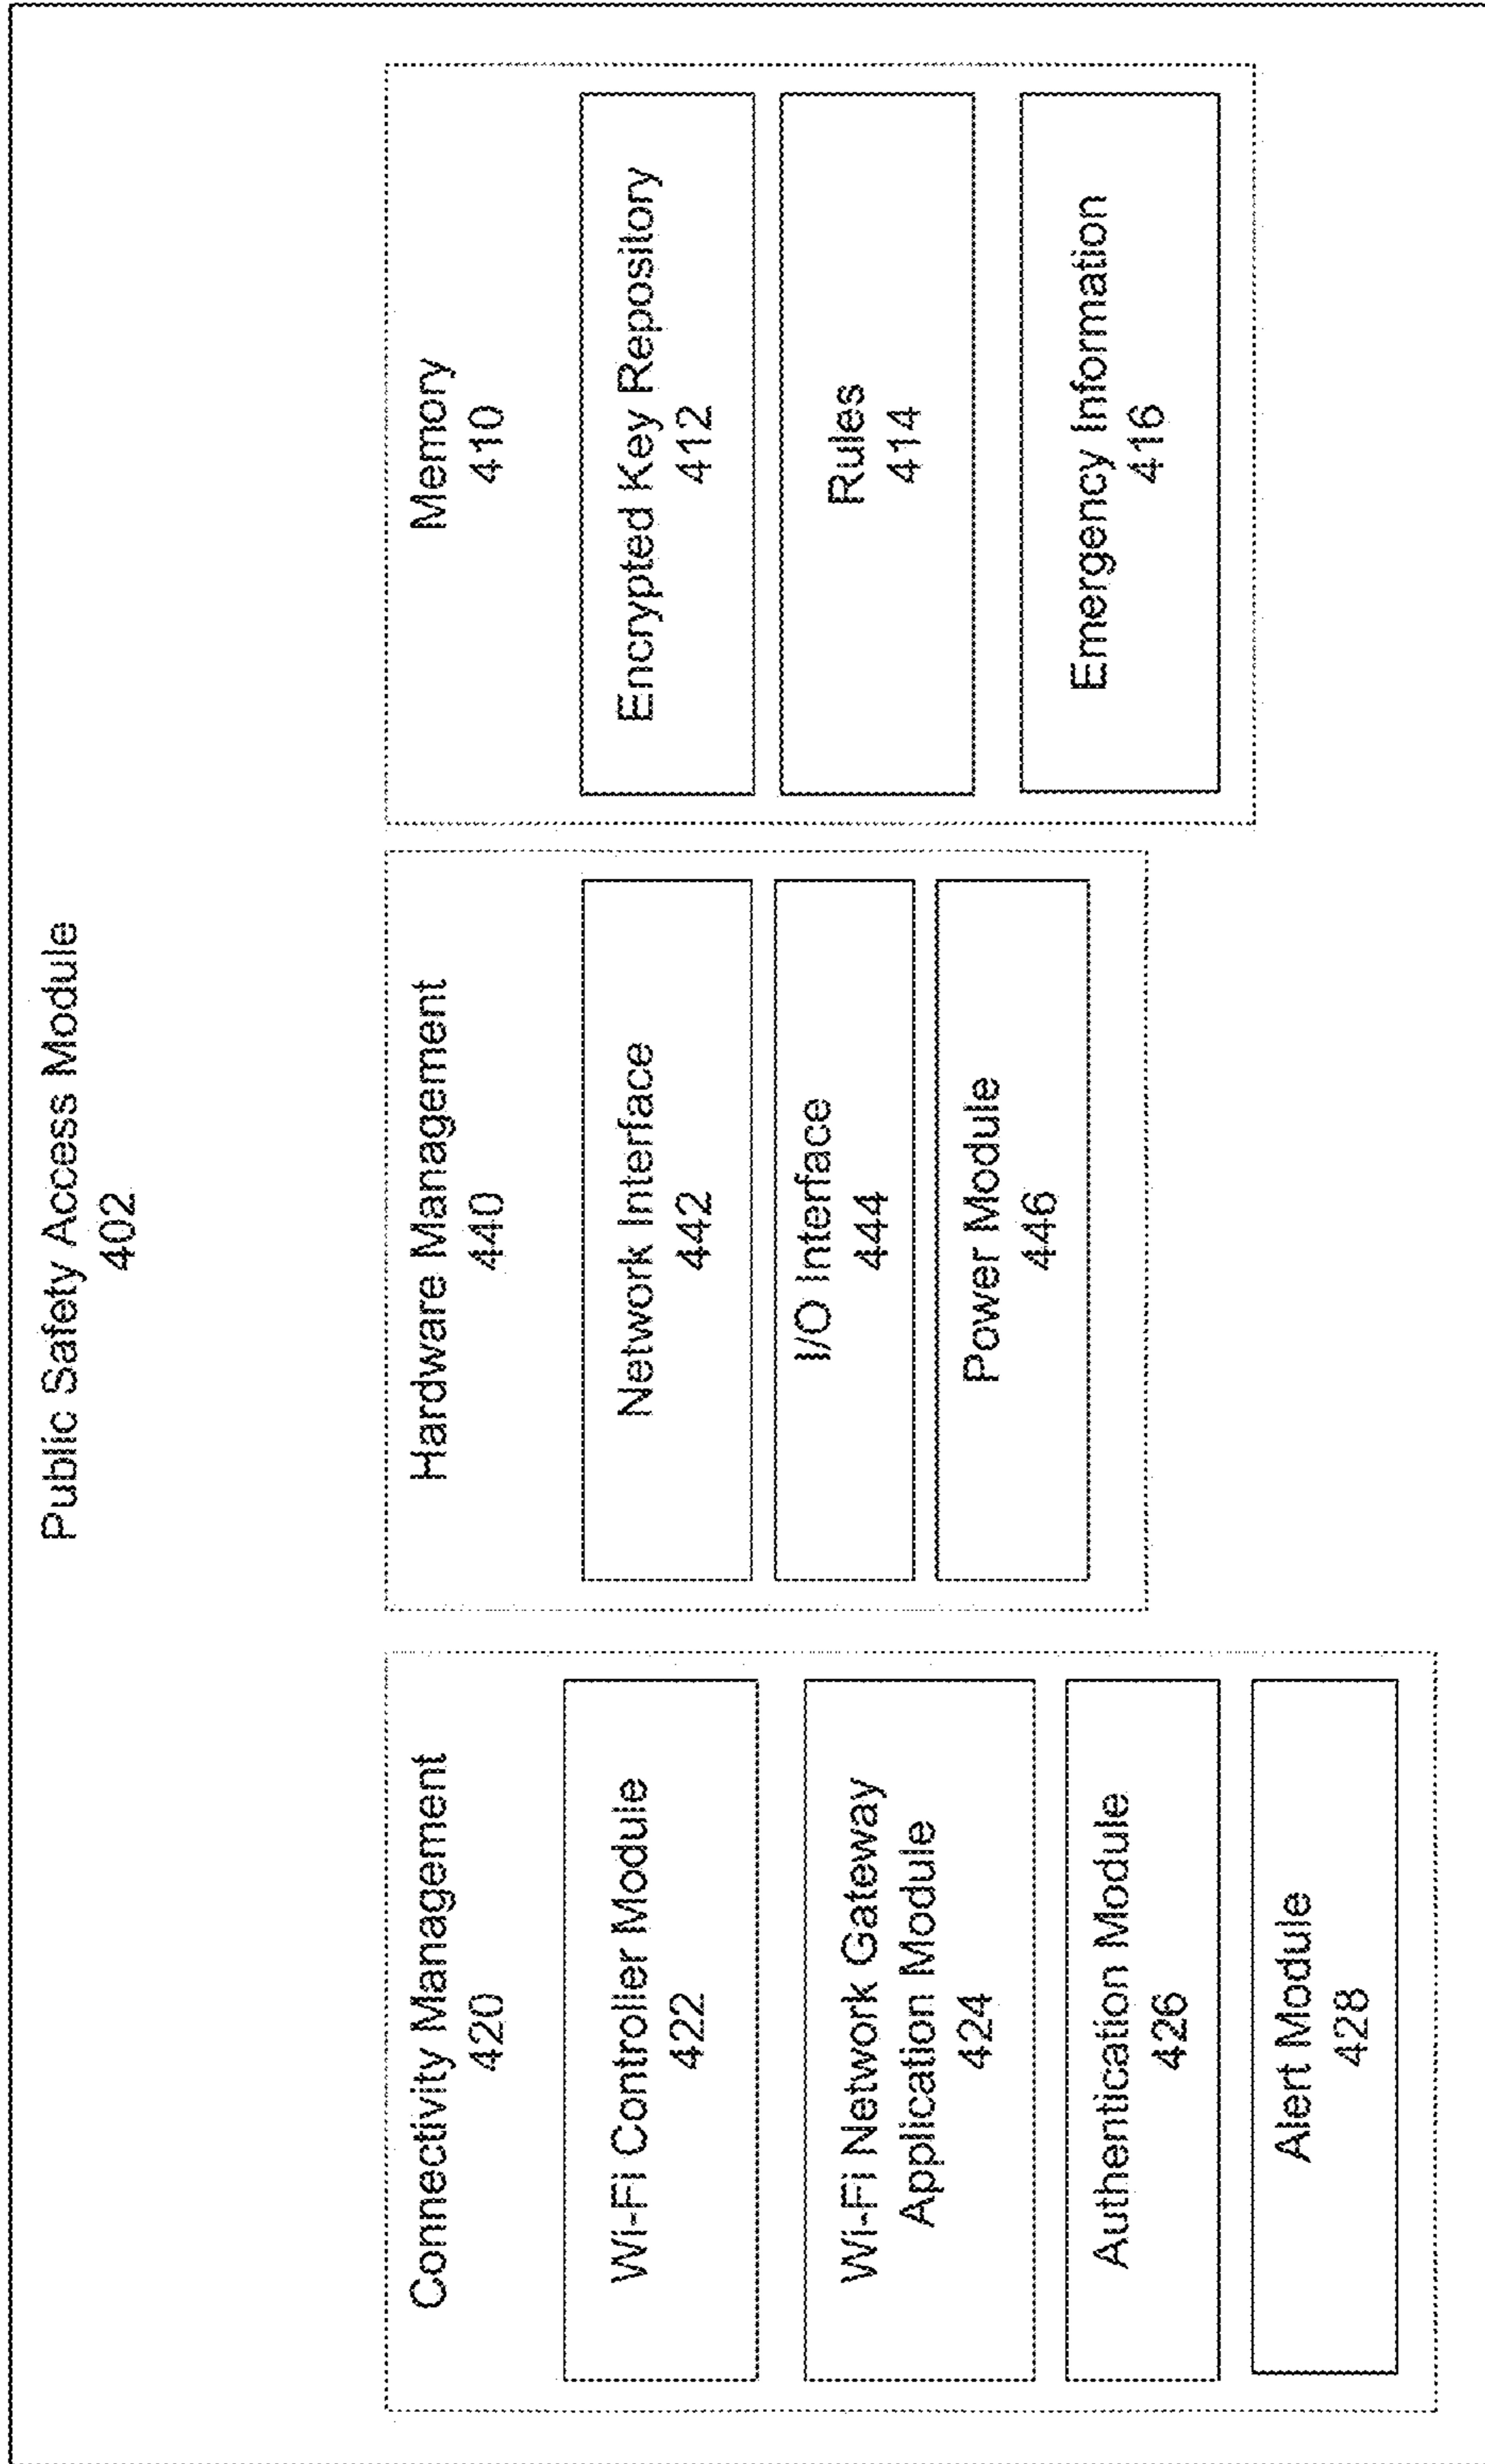 Public Safety Access Module
402
Connectivity Management
420
Wi-Fi Controller Module
422
Wi-Fi Network Gateway
Application Module
424
Authentication Module
426
Alert Module
428
Hardware Management
440
Network Interface
442
I/O Interface
444
Power Module
446
Memory
410
Encrypted Key Repository
412
Rules
414
Emergency Information
416